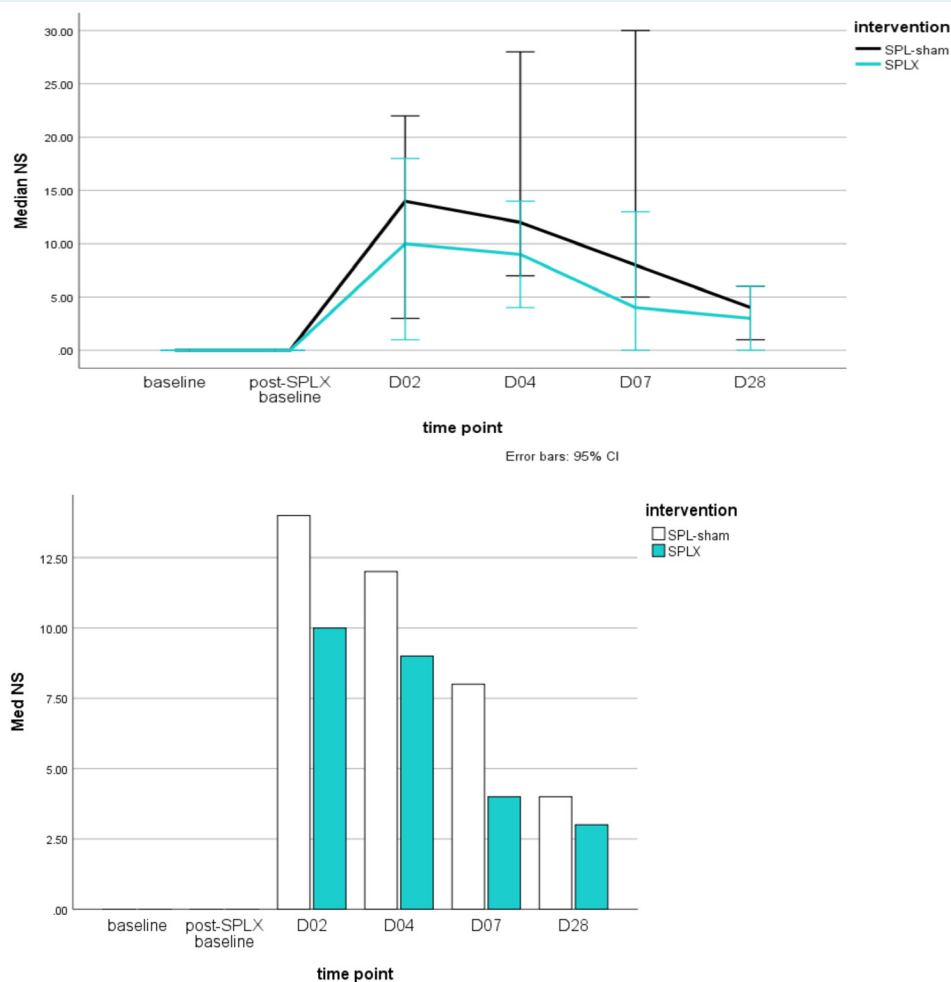 intervention
SPL-sham
SPLX
30.00
25.00
20.00
15.00
10.00
5.00
.00
Median NS
baseline
post-SPLX
baseline
D02
D04
D07
D28
time point
Error bars: 95% CI
intervention
SPL-sham
SPLX
12.50
10.00
7.50
5.00
2.50
.00
Med NS
baseline
post-SPLX
baseline
D02
D04
D07
D28
time point